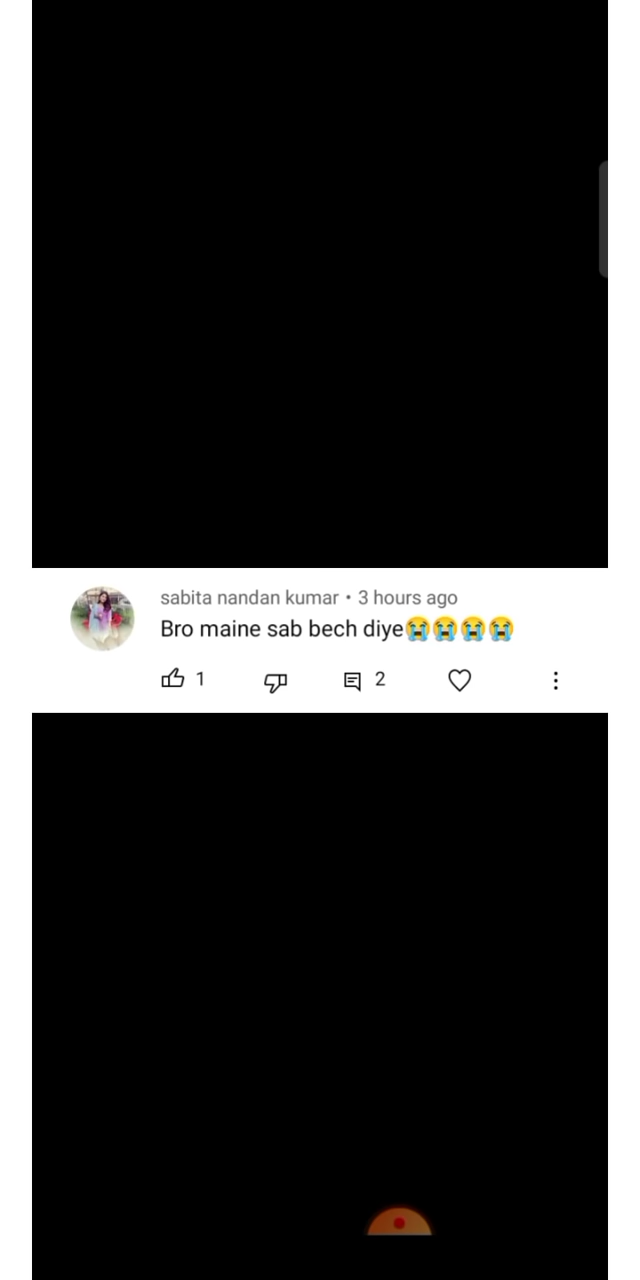 sabita nandan kumar • 3 hours ago
Bro maine sab bech diye😭😭😭😭
1 2